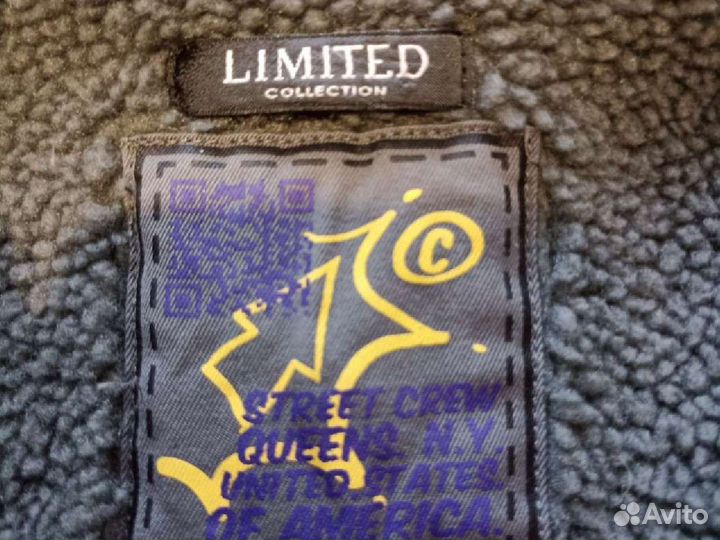 LIMITED
COLLECTION
©
STREET CREW
QUEENS. N.Y.
UNITED STATES.
OF AMERICA.
Avito